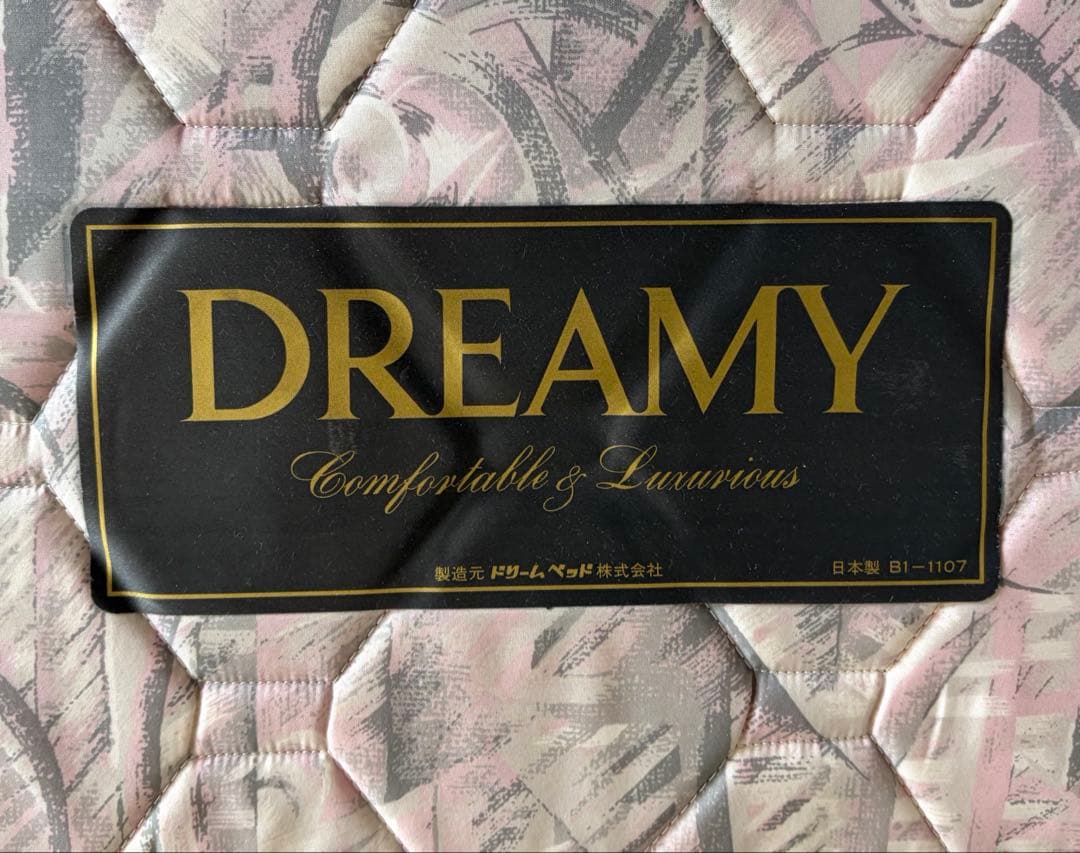 DREAMY
Comfortable & Luxurious
製造元 ドリームベッド 株式会社
日本製 B1-1107